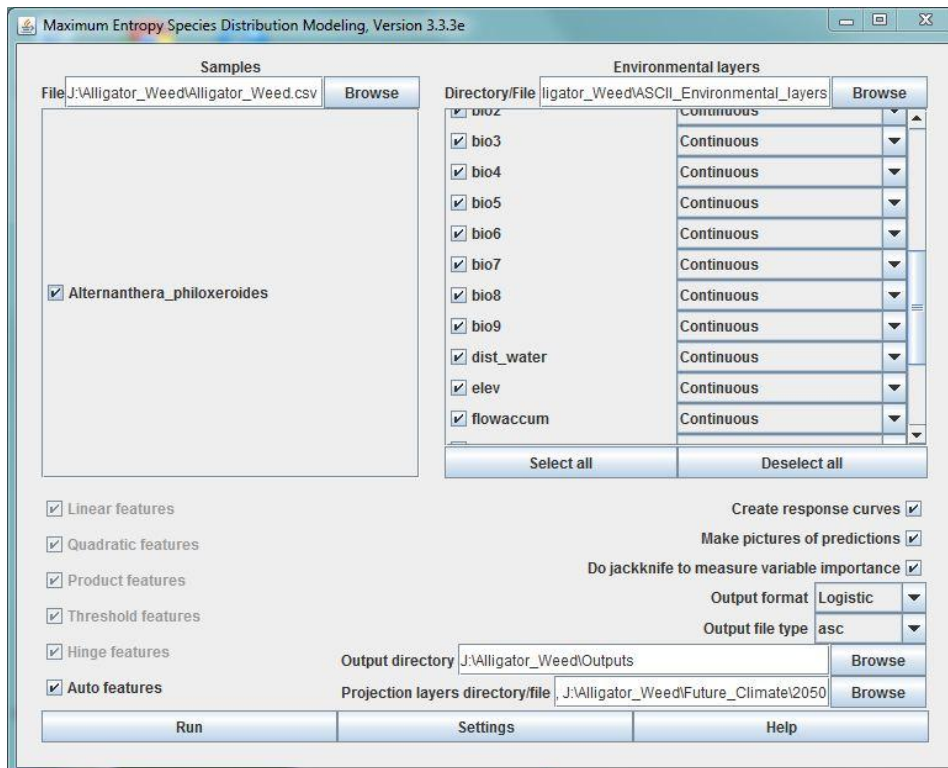 Maximum Entropy Species Distribution Modeling, Version 3.3.3e
Samples
File J:\Alligator_Weed\Alligator_Weed.csv Browse
Alternanthera_philoxeroides
Environmental layers
Directory/File ligator_Weed\ASCII_Environmental_layers Browse
bio2 Continuous
bio3 Continuous
bio4 Continuous
bio5 Continuous
bio6 Continuous
bio7 Continuous
bio8 Continuous
bio9 Continuous
dist_water Continuous
elev Continuous
flowaccum Continuous
Select all Deselect all
Linear features
Quadratic features
Product features
Threshold features
Hinge features
Auto features
Create response curves
Make pictures of predictions
Do jackknife to measure variable importance
Output format Logistic
Output file type asc
Output directory J:\Alligator_Weed\Outputs Browse
Projection layers directory/file , J:\Alligator_Weed\Future_Climate\2050 Browse
Run Settings Help